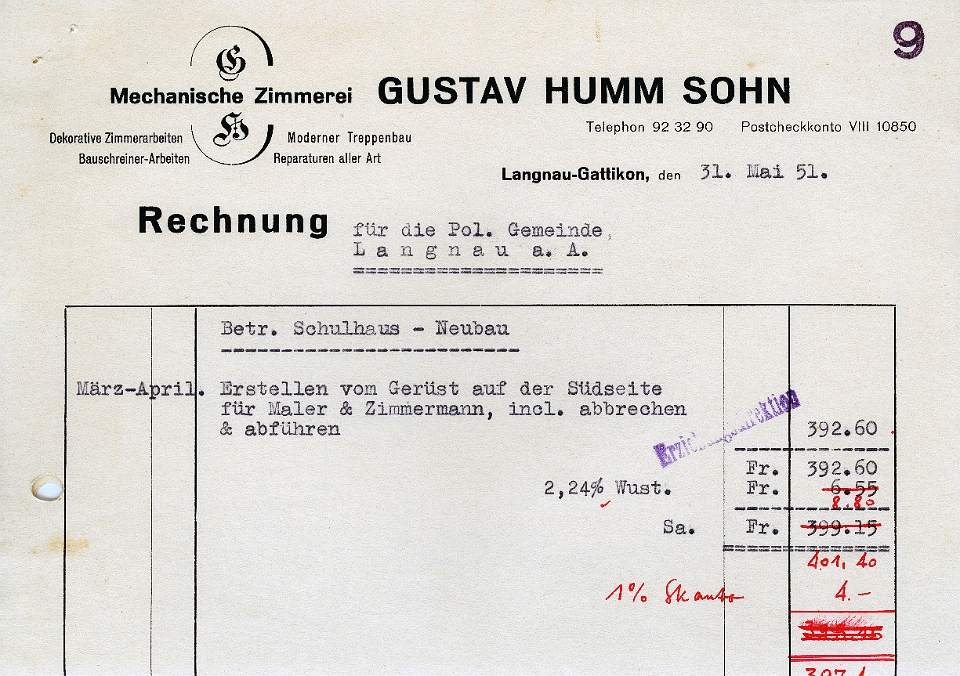 9
G
Mechanische Zimmerei GUSTAV HUMM SOHN
H
Telephon 92 32 90 Postcheckkonto VIII 10850
Dekorative Zimmerarbeiten Moderner Treppenbau
Bauschreiner-Arbeiten Reparaturen aller Art
Langnau-Gattikon, den 31. Mai 51.
Rechnung für die Pol. Gemeinde,
Langnau a. A.
Betr. Schulhaus - Neubau
März-April. Erstellen vom Gerüst auf der Südseite
für Maler & Zimmermann, incl. abbrechen
& abführen 392.60
Erziehungsdirektion
Fr. 392.60
2,24% Wust. Fr. 6.55
8.80
Sa. Fr. 399.15
401,40
1% Skonto 4.-